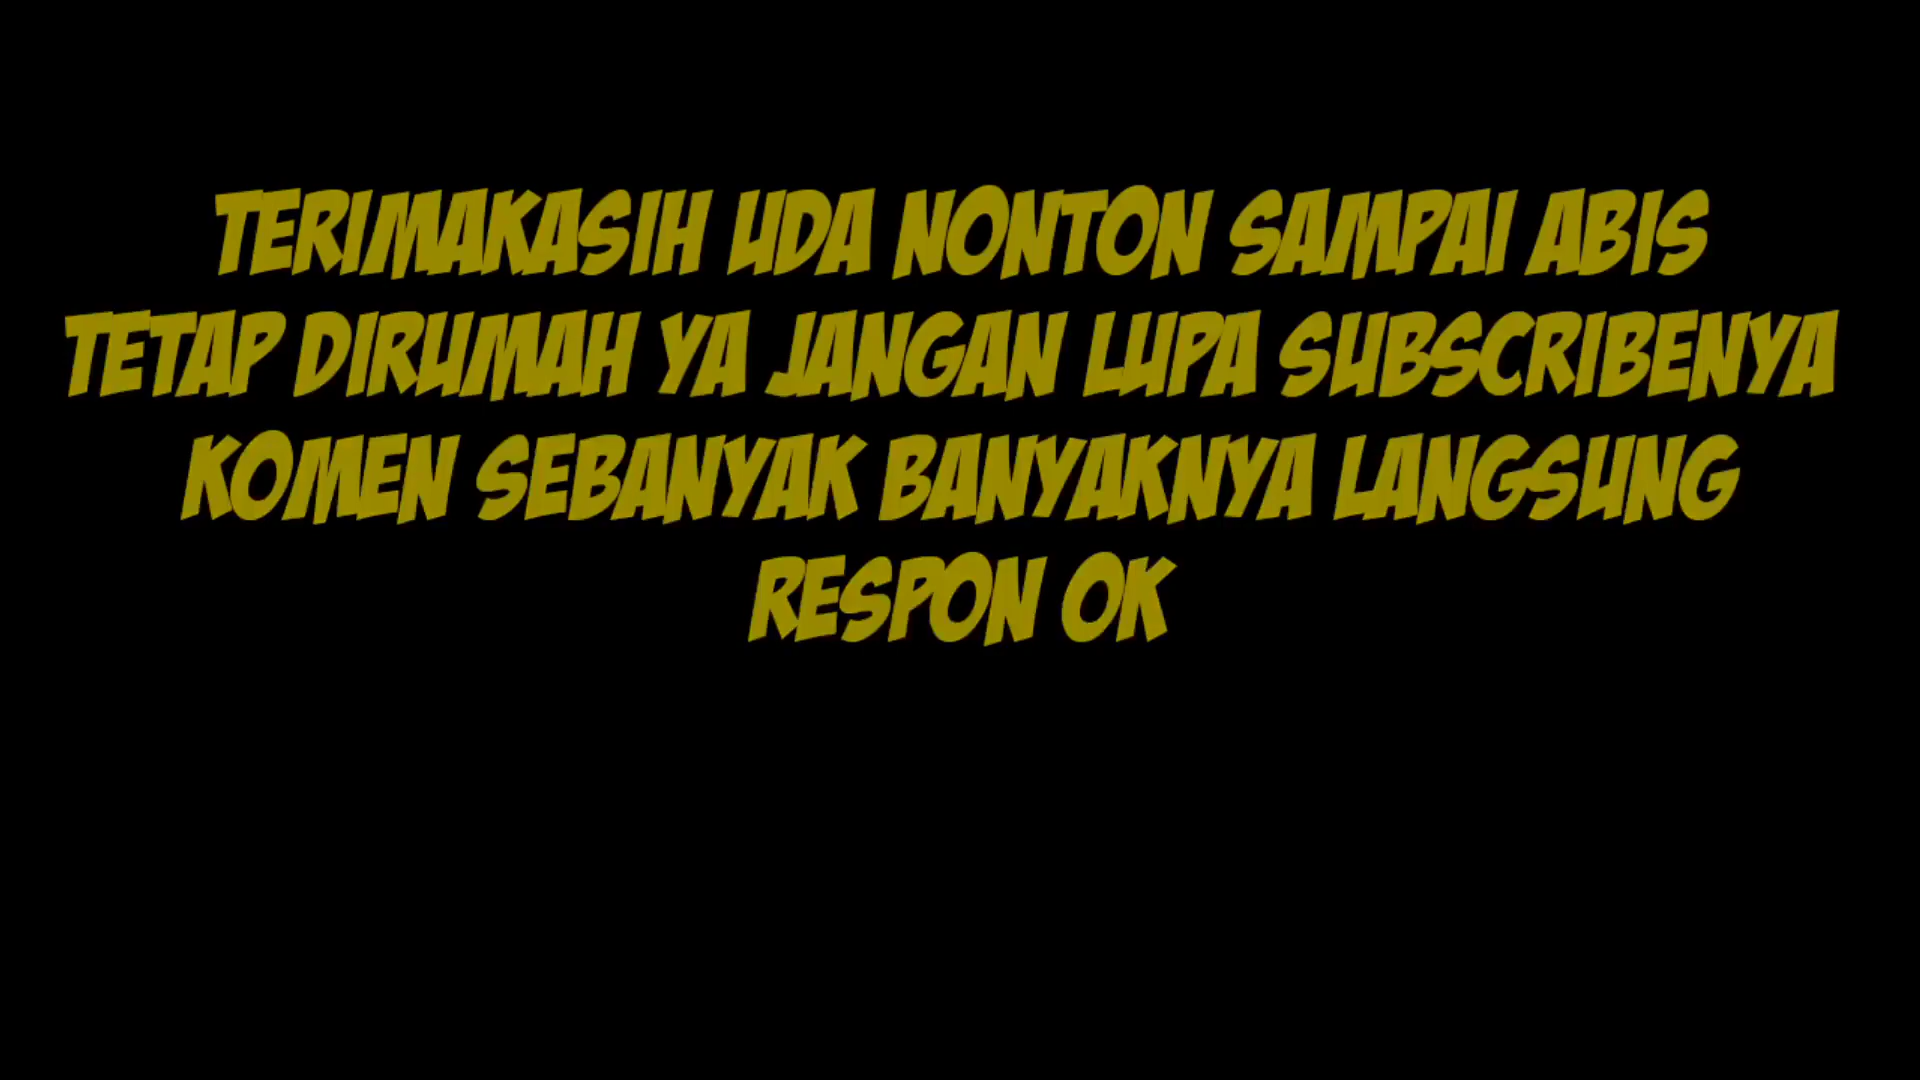 TERIMAKASIH UDA NONTON SAMPAI ABIS
TETAP DIRUMAH YA JANGAN LUPA SUBSCRIBENYA
KOMEN SEBANYAK BANYAKNYA LANGSUNG
RESPON OK